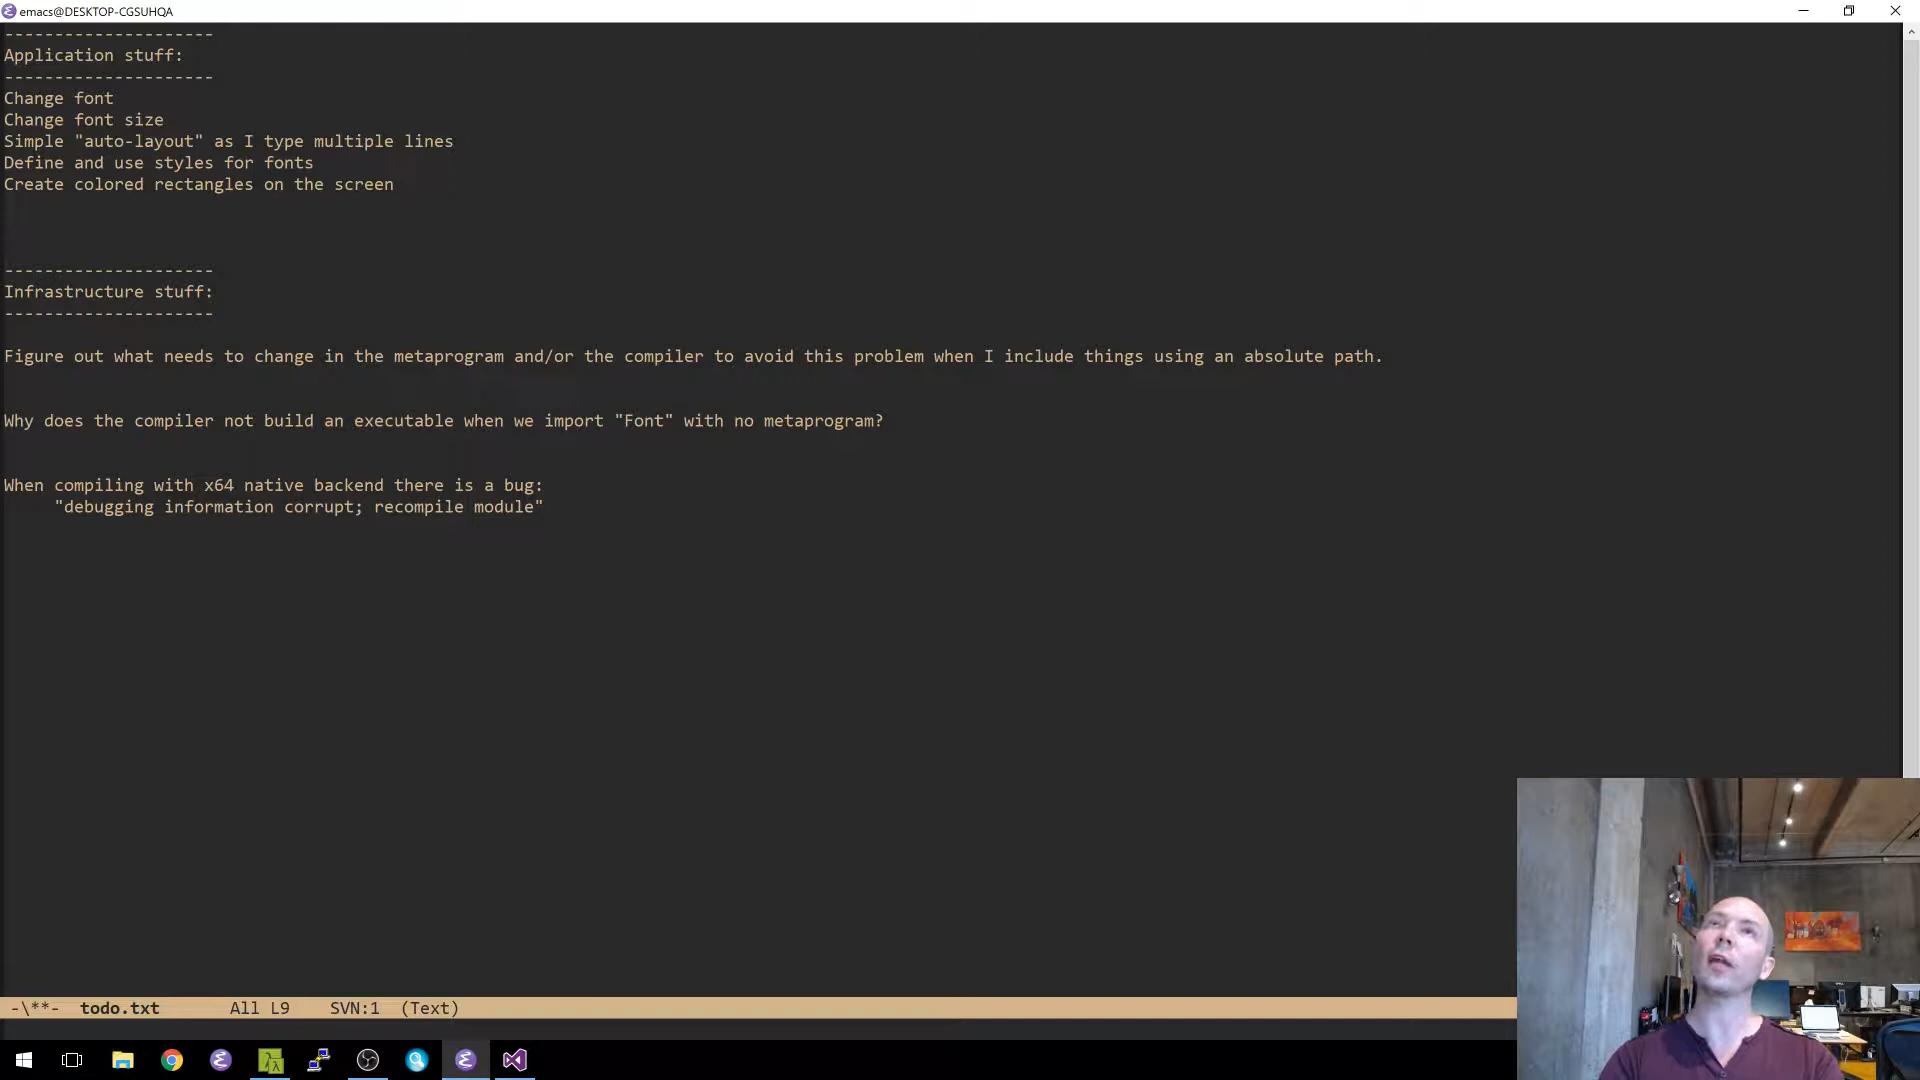 emacs@DESKTOP-CGSUHQA
---------------------
Application stuff:
---------------------
Change font
Change font size
Simple "auto-layout" as I type multiple lines
Define and use styles for fonts
Create colored rectangles on the screen
---------------------
Infrastructure stuff:
---------------------
Figure out what needs to change in the metaprogram and/or the compiler to avoid this problem when I include things using an absolute path.
Why does the compiler not build an executable when we import "Font" with no metaprogram?
When compiling with x64 native backend there is a bug:
"debugging information corrupt; recompile module"
-\**-  todo.txt       All L9    SVN:1  (Text)